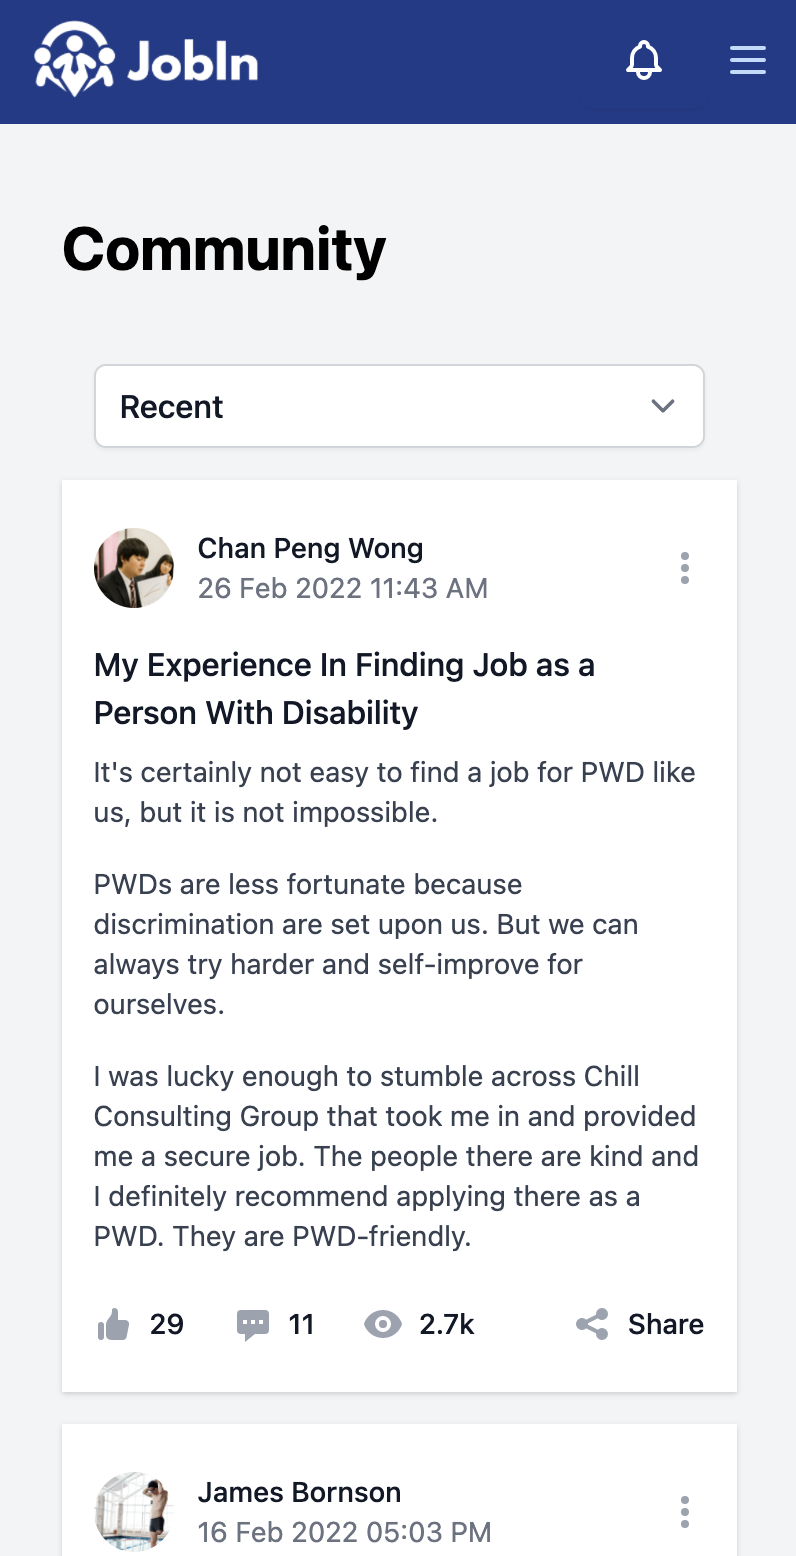 JobIn
Community
Recent
Chan Peng Wong
26 Feb 2022 11:43 AM
My Experience In Finding Job as a
Person With Disability
It's certainly not easy to find a job for PWD like
us, but it is not impossible.
PWDs are less fortunate because
discrimination are set upon us. But we can
always try harder and self-improve for
ourselves.
I was lucky enough to stumble across Chill
Consulting Group that took me in and provided
me a secure job. The people there are kind and
I definitely recommend applying there as a
PWD. They are PWD-friendly.
29 11 2.7k Share
James Bornson
16 Feb 2022 05:03 PM